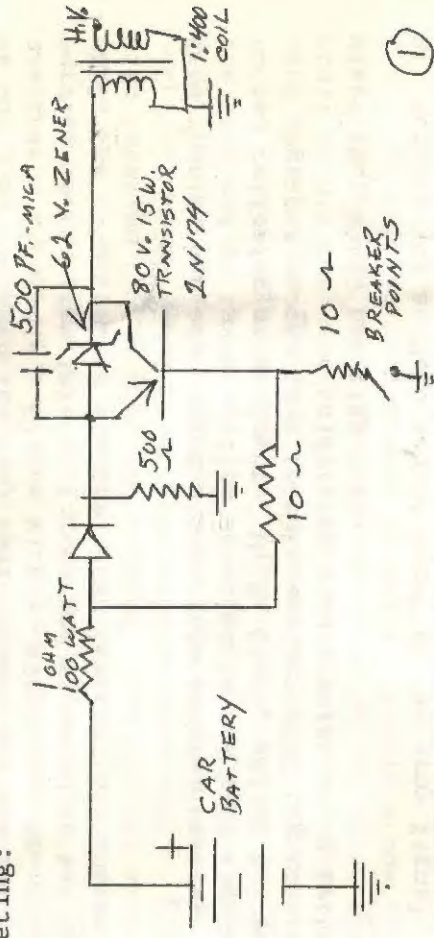 eting:
1 OHM
100 WATT
CAR
BATTERY
+
500 Ω
10 Ω
500 PF.-MICA
62 V. ZENER
80 V. 15 W.
TRANSISTOR
2N174
10 Ω
BREAKER
POINTS
H.V.
1:400
COIL
1